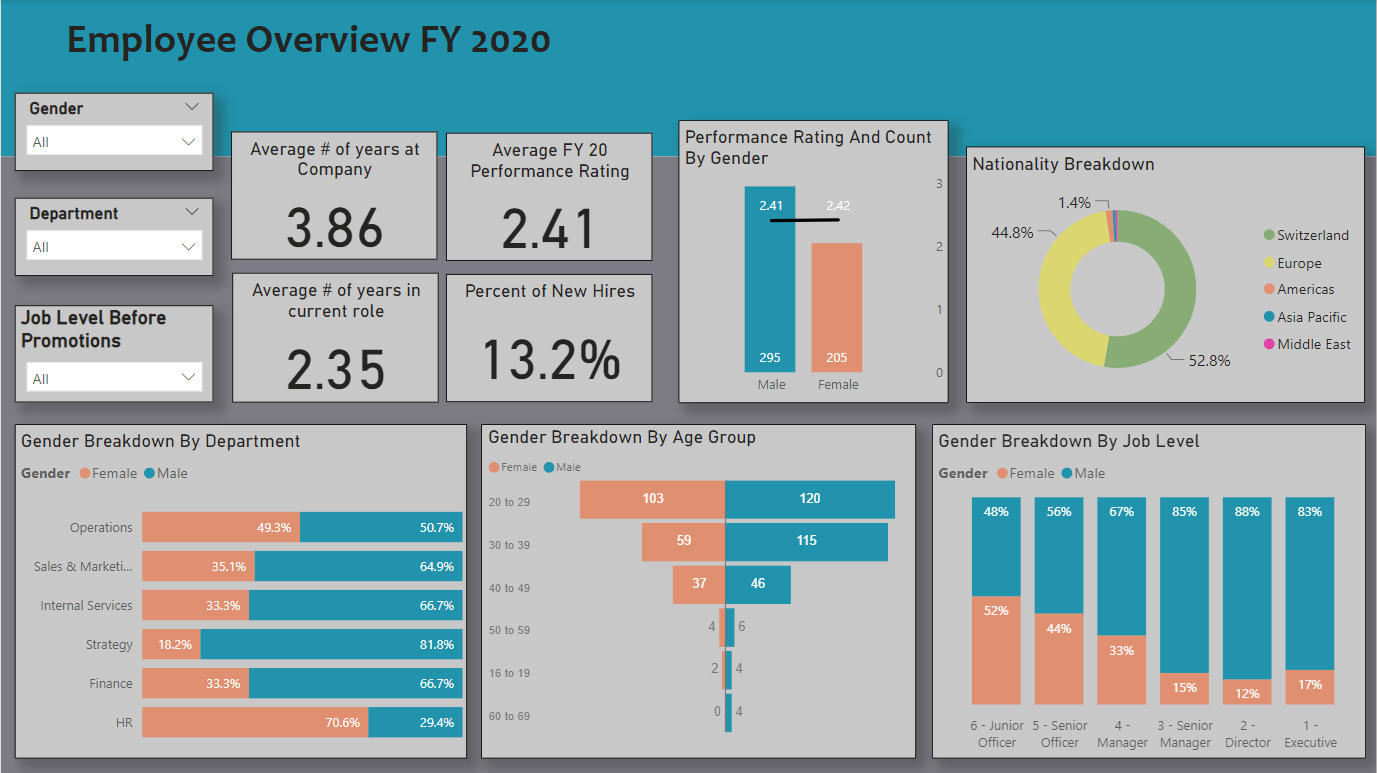 Employee Overview FY 2020
Gender
All
Department
All
Job Level Before
Promotions
All
Average # of years at
Company
3.86
Average FY 20
Performance Rating
2.41
Average # of years in
current role
2.35
Percent of New Hires
13.2%
Performance Rating And Count
By Gender
3
2
1
0
2.41
2.42
295
205
Male
Female
Nationality Breakdown
1.4%
44.8%
52.8%
Switzerland
Europe
Americas
Asia Pacific
Middle East
Gender Breakdown By Department
Gender Female Male
Operations 49.3% 50.7%
Sales & Marketi... 35.1% 64.9%
Internal Services 33.3% 66.7%
Strategy 18.2% 81.8%
Finance 33.3% 66.7%
HR 70.6% 29.4%
Gender Breakdown By Age Group
Female Male
20 to 29 103 120
30 to 39 59 115
40 to 49 37 46
50 to 59 4 6
16 to 19 2 4
60 to 69 0 4
Gender Breakdown By Job Level
Gender Female Male
48% 56% 67% 85% 88% 83%
52% 44% 33% 15% 12% 17%
6 - Junior 5 - Senior 4 - 3 - Senior 2 - 1 -
Officer Officer Manager Manager Director Executive